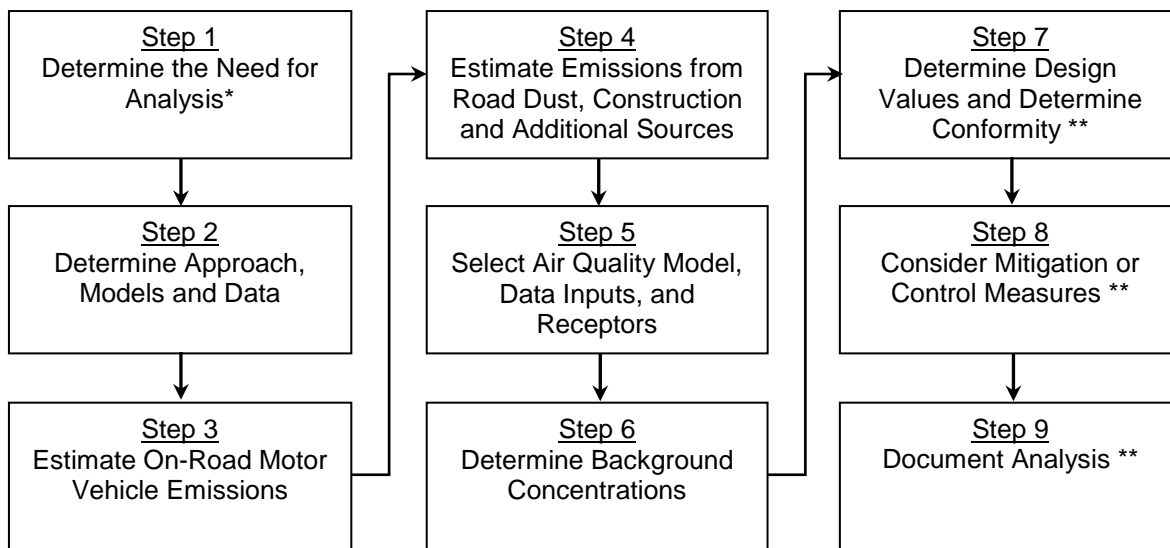 Step 1
Determine the Need for
Analysis*
Step 2
Determine Approach,
Models and Data
Step 3
Estimate On-Road Motor
Vehicle Emissions
Step 4
Estimate Emissions from
Road Dust, Construction
and Additional Sources
Step 5
Select Air Quality Model,
Data Inputs, and
Receptors
Step 6
Determine Background
Concentrations
Step 7
Determine Design
Values and Determine
Conformity **
Step 8
Consider Mitigation or
Control Measures **
Step 9
Document Analysis **